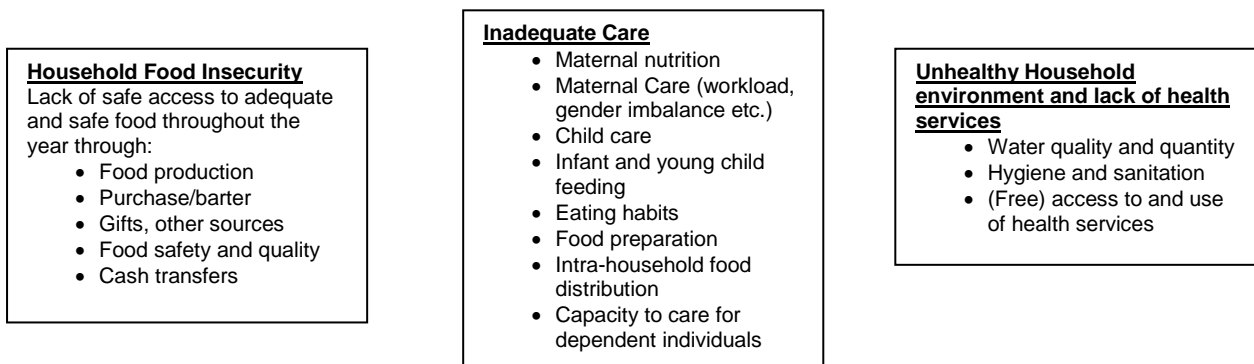 Household Food Insecurity
Lack of safe access to adequate
and safe food throughout the
year through:
• Food production
• Purchase/barter
• Gifts, other sources
• Food safety and quality
• Cash transfers
Inadequate Care
• Maternal nutrition
• Maternal Care (workload,
gender imbalance etc.)
• Child care
• Infant and young child
feeding
• Eating habits
• Food preparation
• Intra-household food
distribution
• Capacity to care for
dependent individuals
Unhealthy Household
environment and lack of health
services
• Water quality and quantity
• Hygiene and sanitation
• (Free) access to and use
of health services